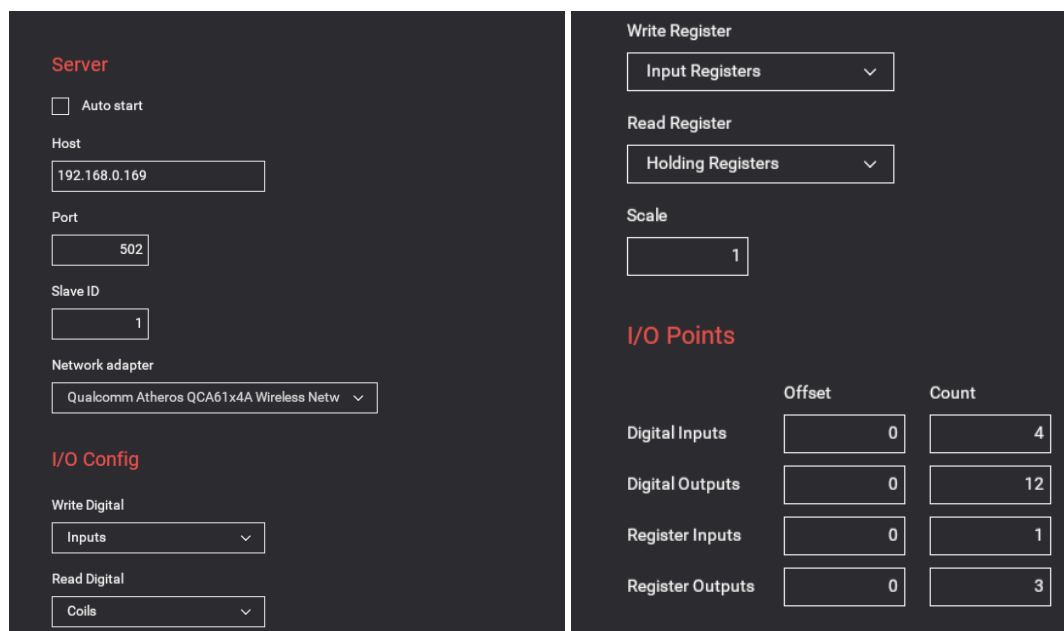 Server
Auto start
Host
192.168.0.169
Port
502
Slave ID
1
Network adapter
Qualcomm Atheros QCA61x4A Wireless Netw
I/O Config
Write Digital
Inputs
Read Digital
Coils
Write Register
Input Registers
Read Register
Holding Registers
Scale
1
I/O Points
Offset Count
Digital Inputs 0 4
Digital Outputs 0 12
Register Inputs 0 1
Register Outputs 0 3